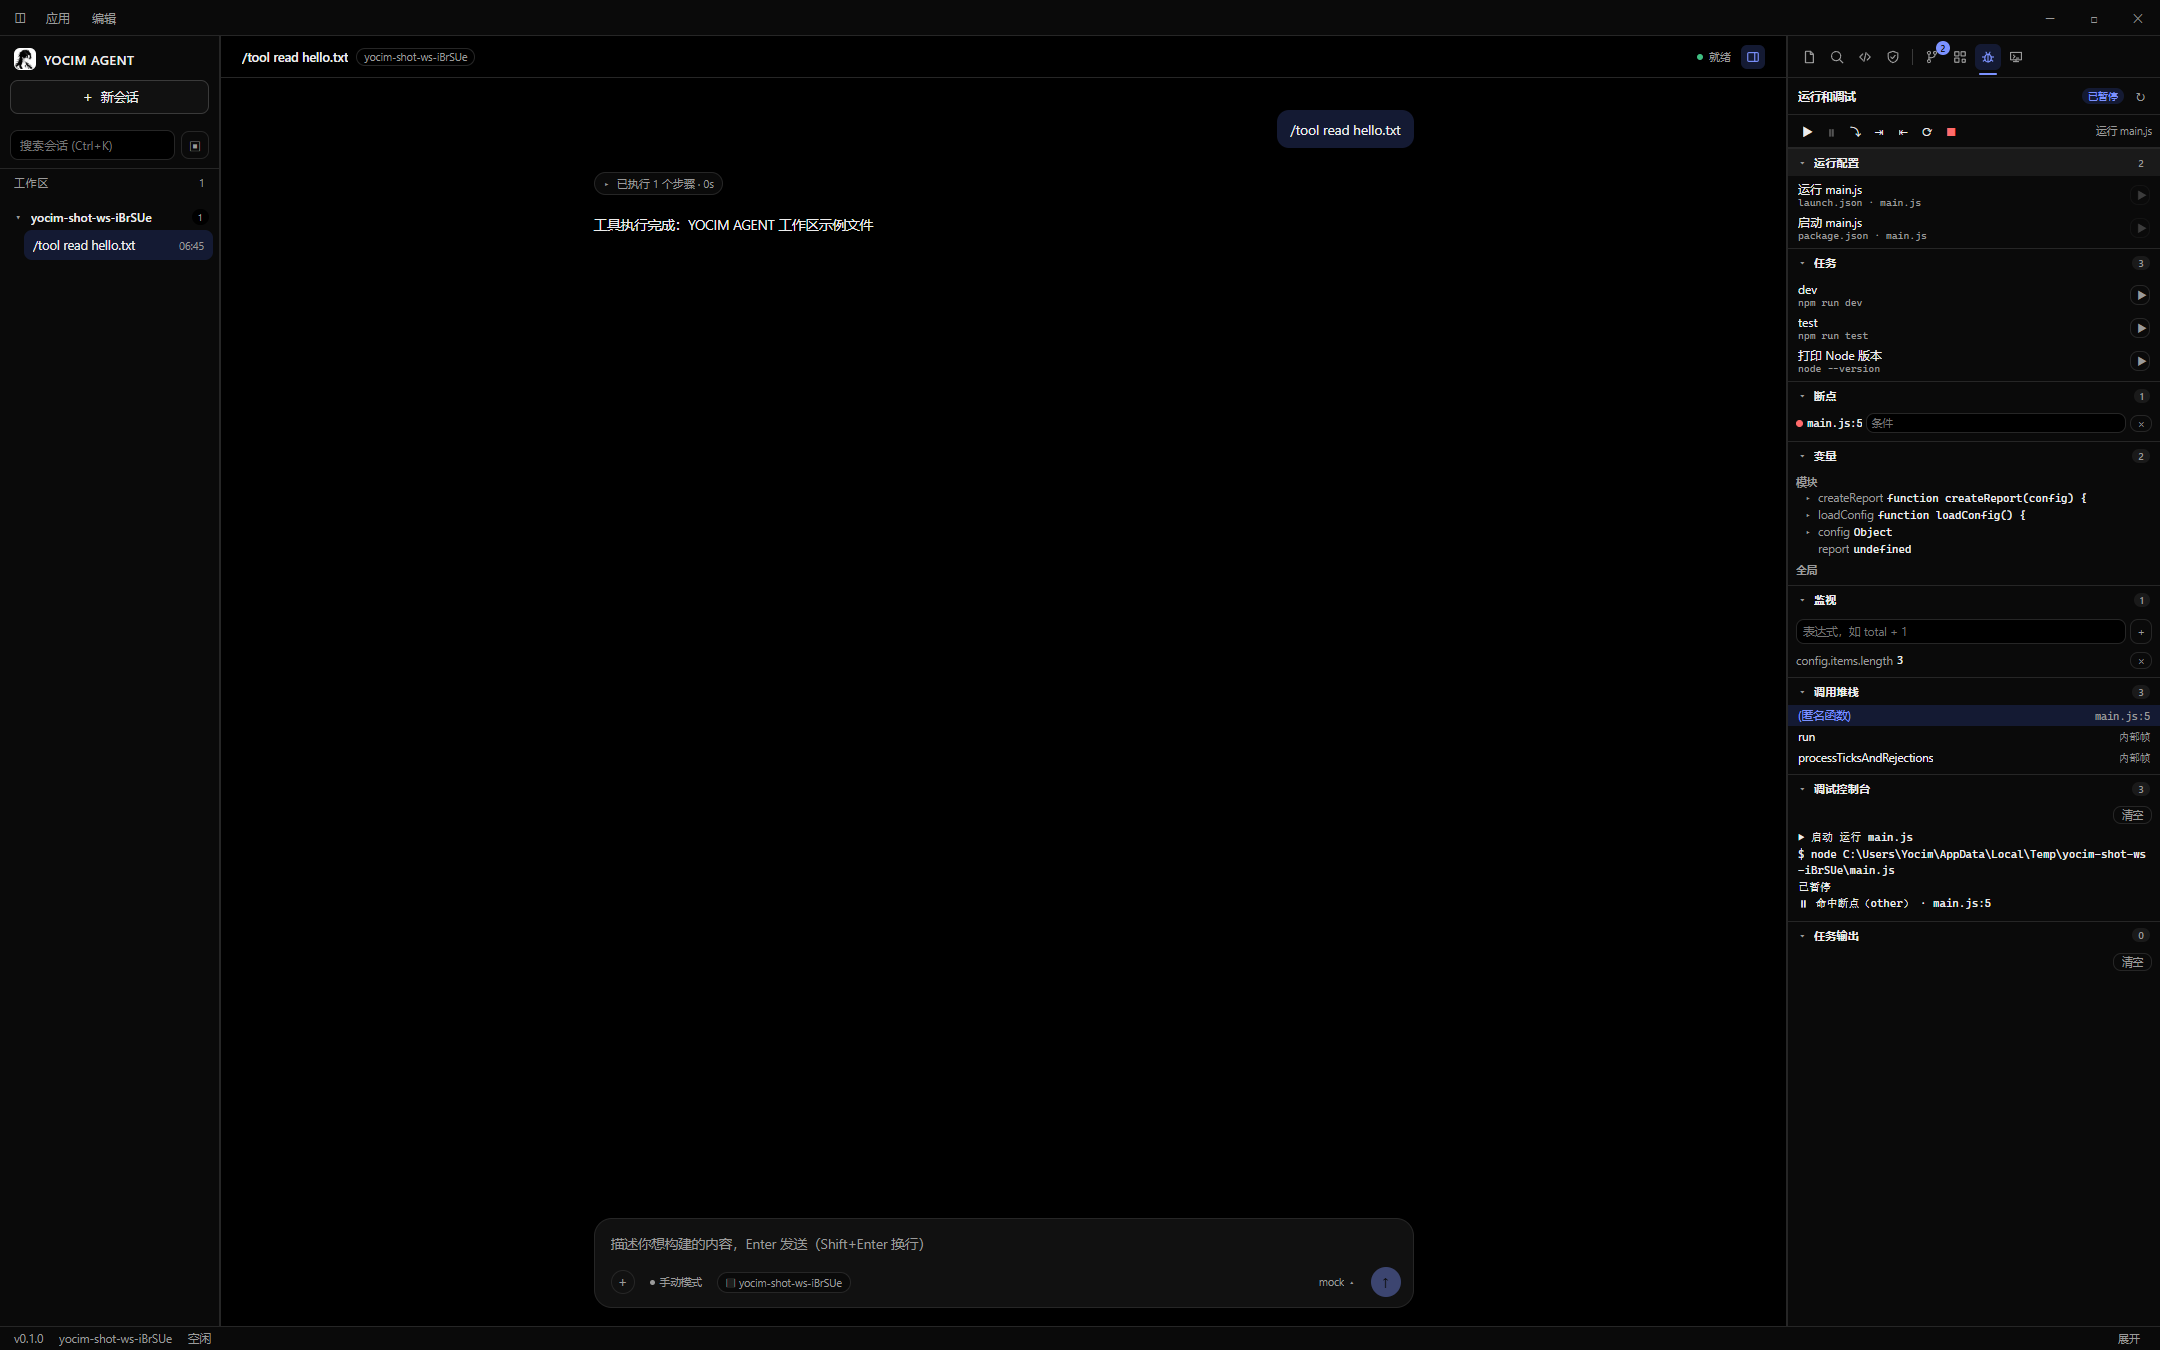 应用 编辑
YOCIM AGENT
+ 新会话
搜索会话 (Ctrl+K)
工作区 1
yocim-shot-ws-iBrSUe 1
/tool read hello.txt 06:45
/tool read hello.txt yocim-shot-ws-iBrSUe
就绪
/tool read hello.txt
已执行 1 个步骤 · 0s
工具执行完成：YOCIM AGENT 工作区示例文件
描述你想构建的内容，Enter 发送（Shift+Enter 换行）
+ 手动模式 yocim-shot-ws-iBrSUe
mock
2
运行和调试 已暂停
运行 main.js
运行配置 2
运行 main.js
launch.json · main.js
启动 main.js
package.json · main.js
任务 3
dev
npm run dev
test
npm run test
打印 Node 版本
node --version
断点 1
main.js:5 条件 ×
变量 2
模块
createReport function createReport(config) {
loadConfig function loadConfig() {
config Object
report undefined
全局
监视 1
表达式，如 total + 1 +
config.items.length 3 ×
调用堆栈 3
(匿名函数) main.js:5
run 内部帧
processTicksAndRejections 内部帧
调试控制台 3
清空
▶ 启动 运行 main.js
$ node C:\Users\Yocim\AppData\Local\Temp\yocim-shot-ws
-iBrSUe\main.js
已暂停
⏸ 命中断点（other） · main.js:5
任务输出 0
清空
v0.1.0 yocim-shot-ws-iBrSUe 空闲
展开